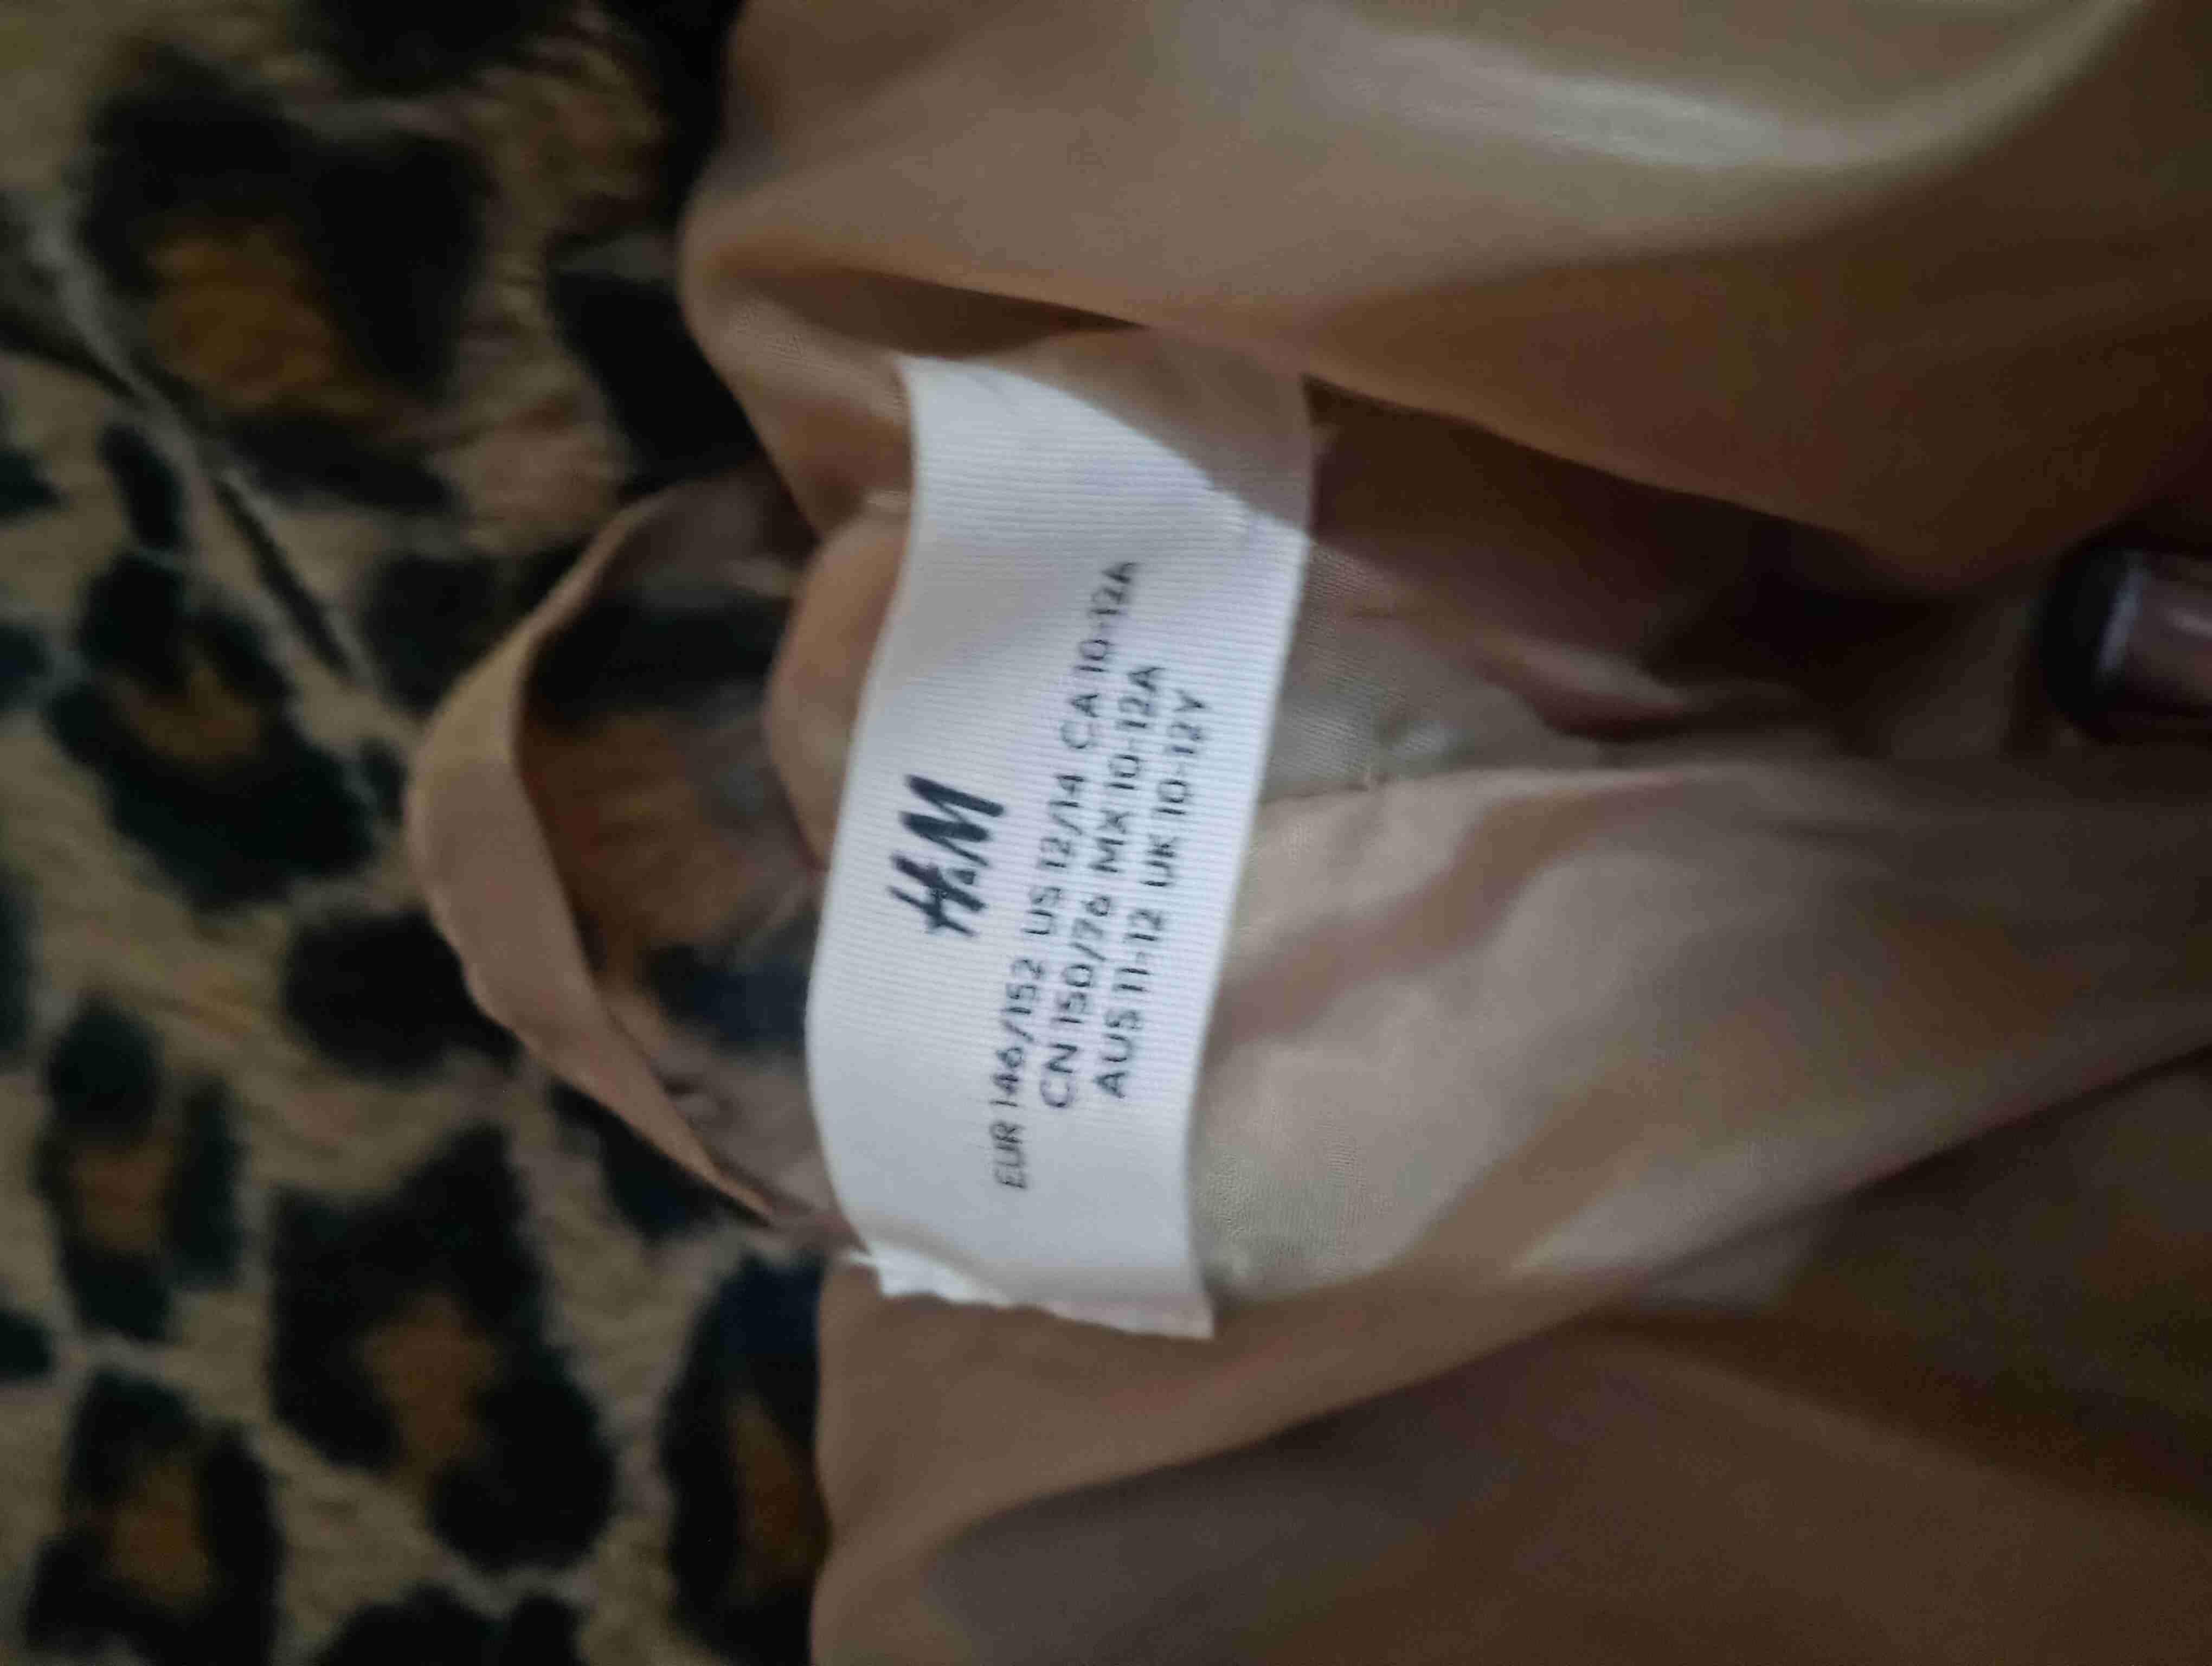 H&M
EUR 146/152 US 12/14 CA 10-12A
CN 150/76 MX 10-12A
AUS 11-12 UK 10-12Y